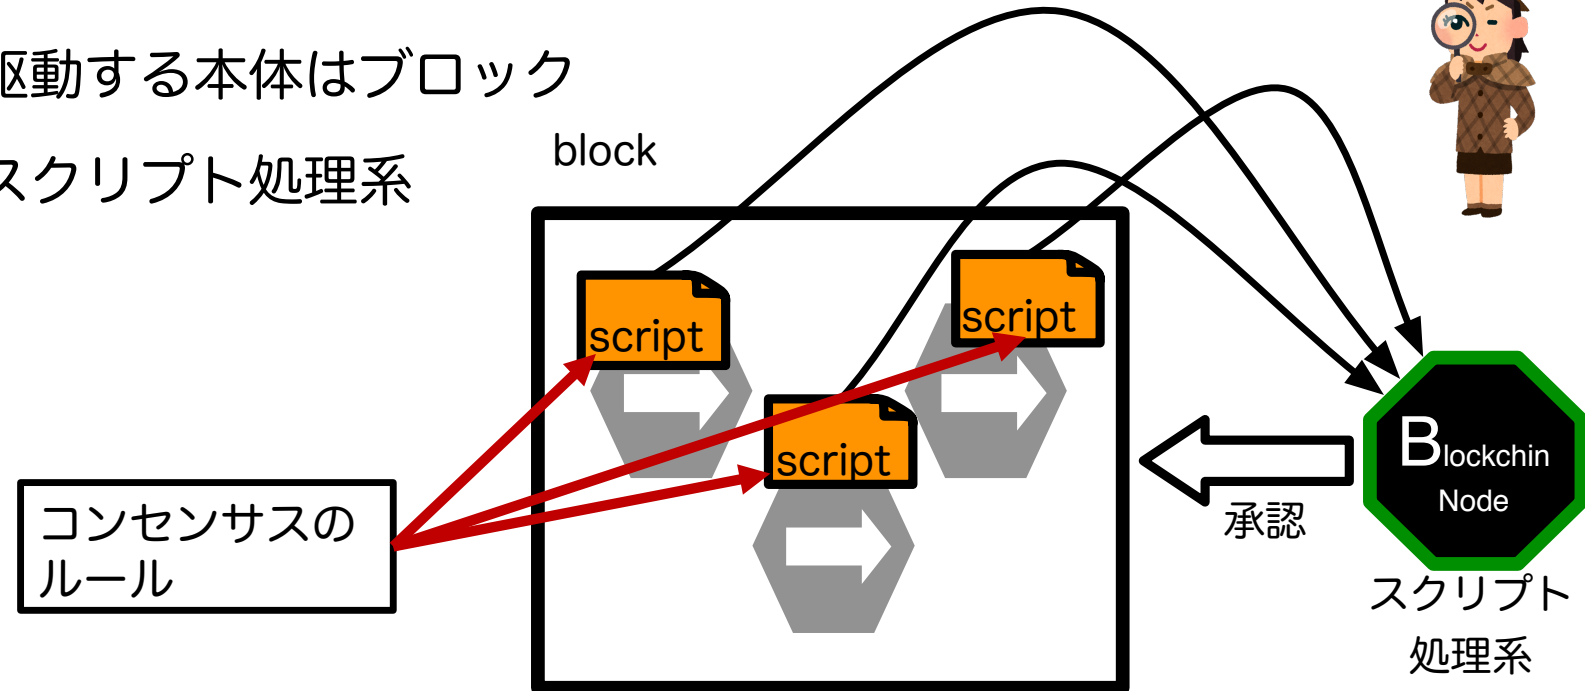 駆動する本体はブロック
スクリプト処理系
block
script
script
script
コンセンサスの
ルール
承認
Blockchin
Node
スクリプト
処理系